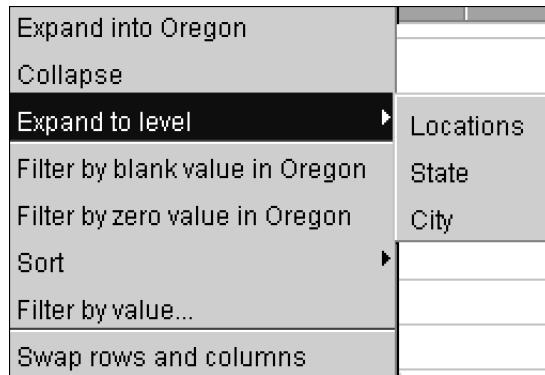 Expand into Oregon
Collapse
Expand to level
Locations
State
City
Filter by blank value in Oregon
Filter by zero value in Oregon
Sort
Filter by value...
Swap rows and columns